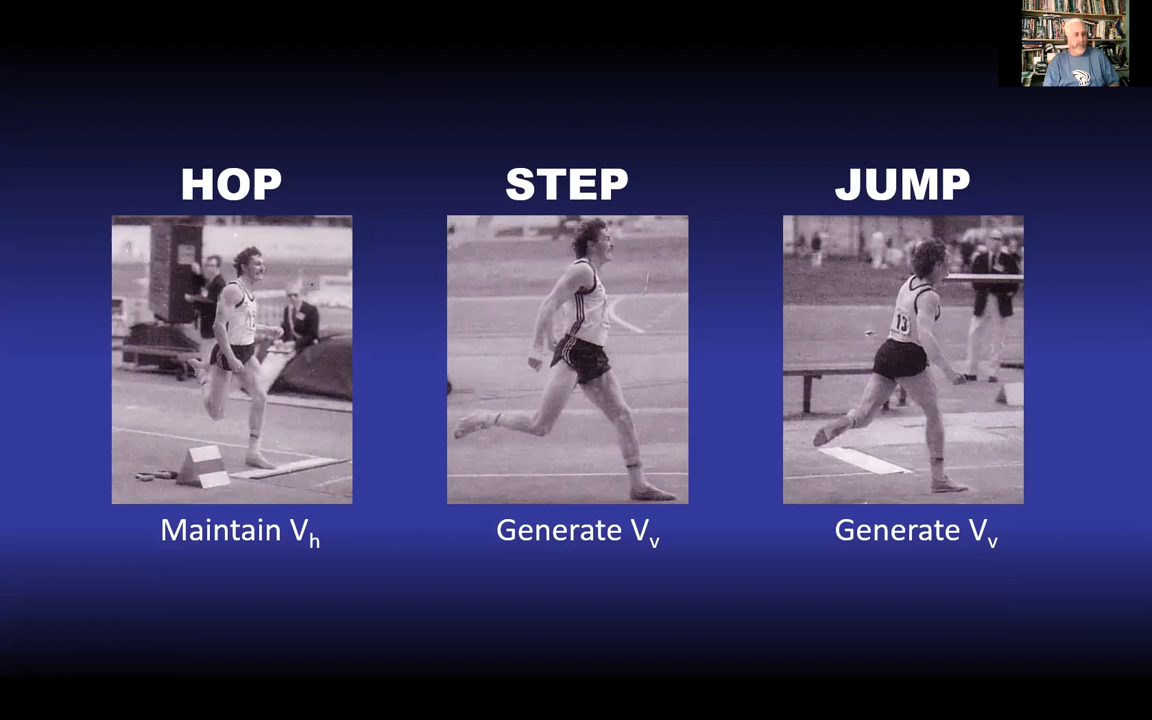 HOP
STEP
JUMP
13
Maintain Vh
Generate Vv
Generate Vv